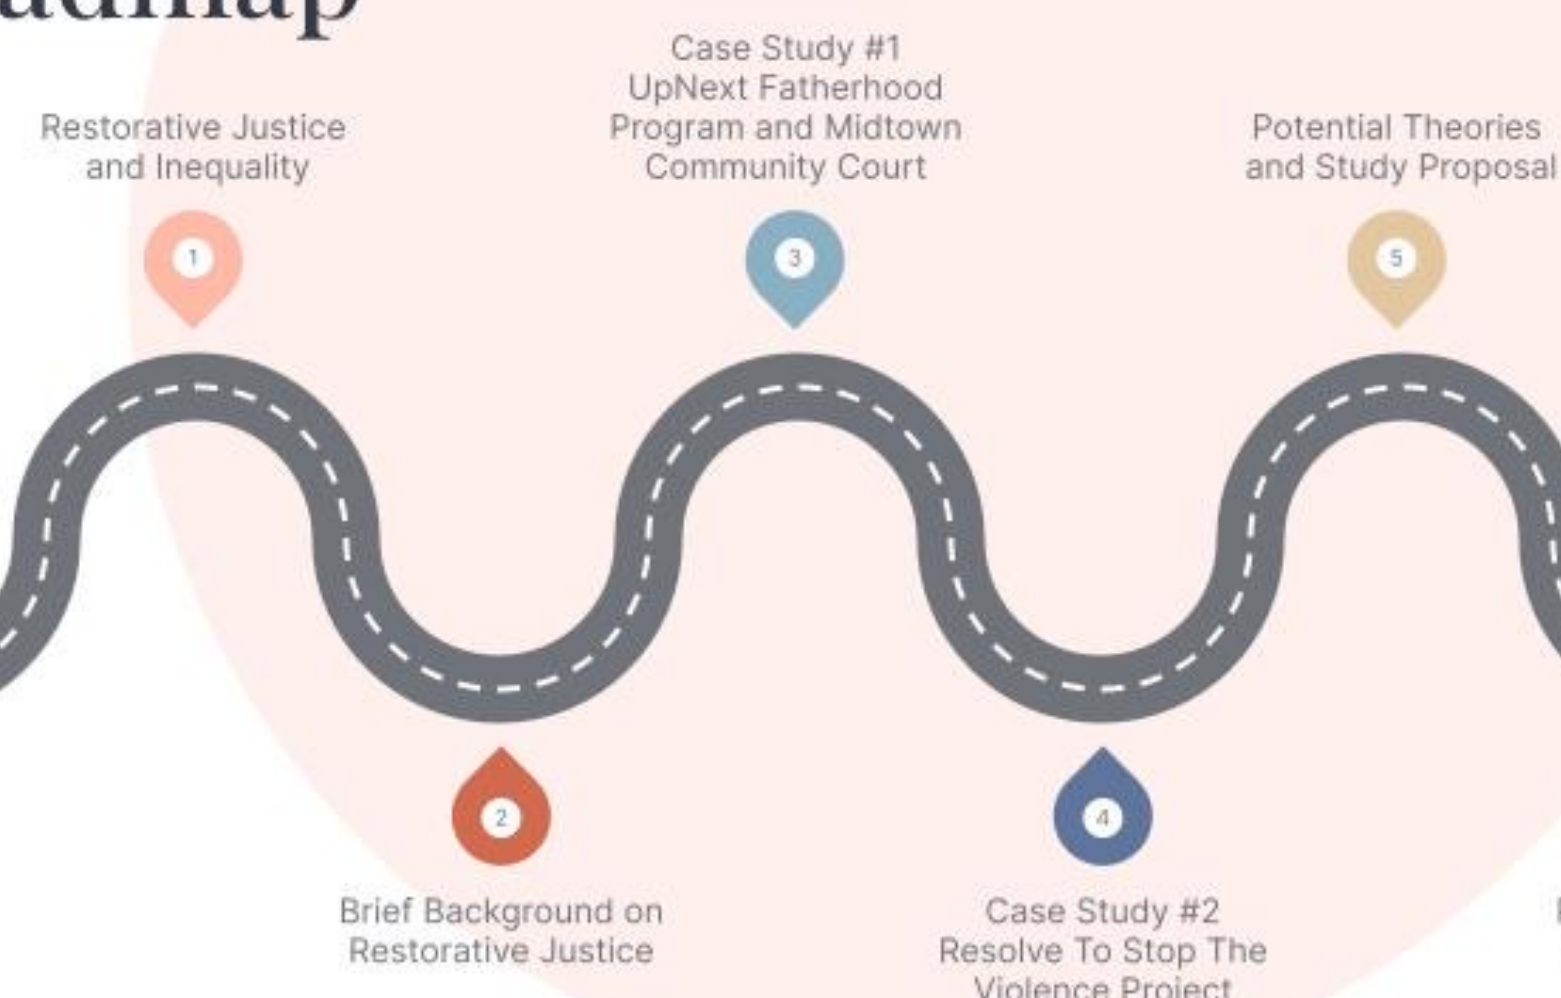 Restorative Justice
and Inequality
1
Brief Background on
Restorative Justice
2
Case Study #1
UpNext Fatherhood
Program and Midtown
Community Court
3
Case Study #2
Resolve To Stop The
Violence Project
4
Potential Theories
and Study Proposal
5